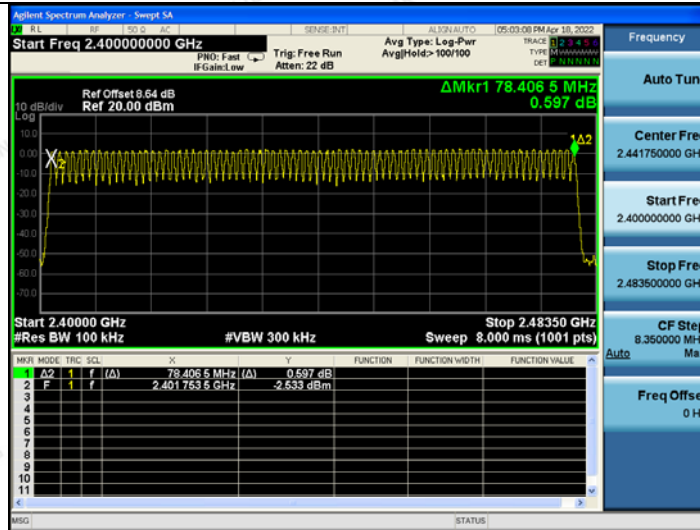 Agilent Spectrum Analyzer - Swept SA
RL RF 50 Ω AC SENSE:INT ALIGN AUTO 05:03:08 PM Apr 18, 2022
Start Freq 2.400000000 GHz
PNO: Fast
IFGain:Low
Trig: Free Run
Atten: 22 dB
Avg Type: Log-Pwr
Avg|Hold:> 100/100
TRACE 1 2 3 4 5 6
TYPE M
DET P N N N N N
ΔMkr1 78.406 5 MHz
0.597 dB
Ref Offset 8.64 dB
10 dB/div Ref 20.00 dBm
Log
10.0
0.00
-10.0
-20.0
-30.0
-40.0
-50.0
-60.0
-70.0
2
1Δ2
Start 2.40000 GHz Stop 2.48350 GHz
#Res BW 100 kHz #VBW 300 kHz Sweep 8.000 ms (1001 pts)
MKR MODE TRC SCL X Y FUNCTION FUNCTION WIDTH FUNCTION VALUE
1 Δ2 1 f (Δ) 78.406 5 MHz (Δ) 0.597 dB
2 F 1 f 2.401 753 5 GHz -2.533 dBm
3
4
5
6
7
8
9
10
11
MSG STATUS
Frequency
Auto Tun
Center Fre
2.441750000 GH
Start Fre
2.400000000 GH
Stop Fre
2.483500000 GH
CF Ste
8.350000 MH
Auto Ma
Freq Offse
0 H